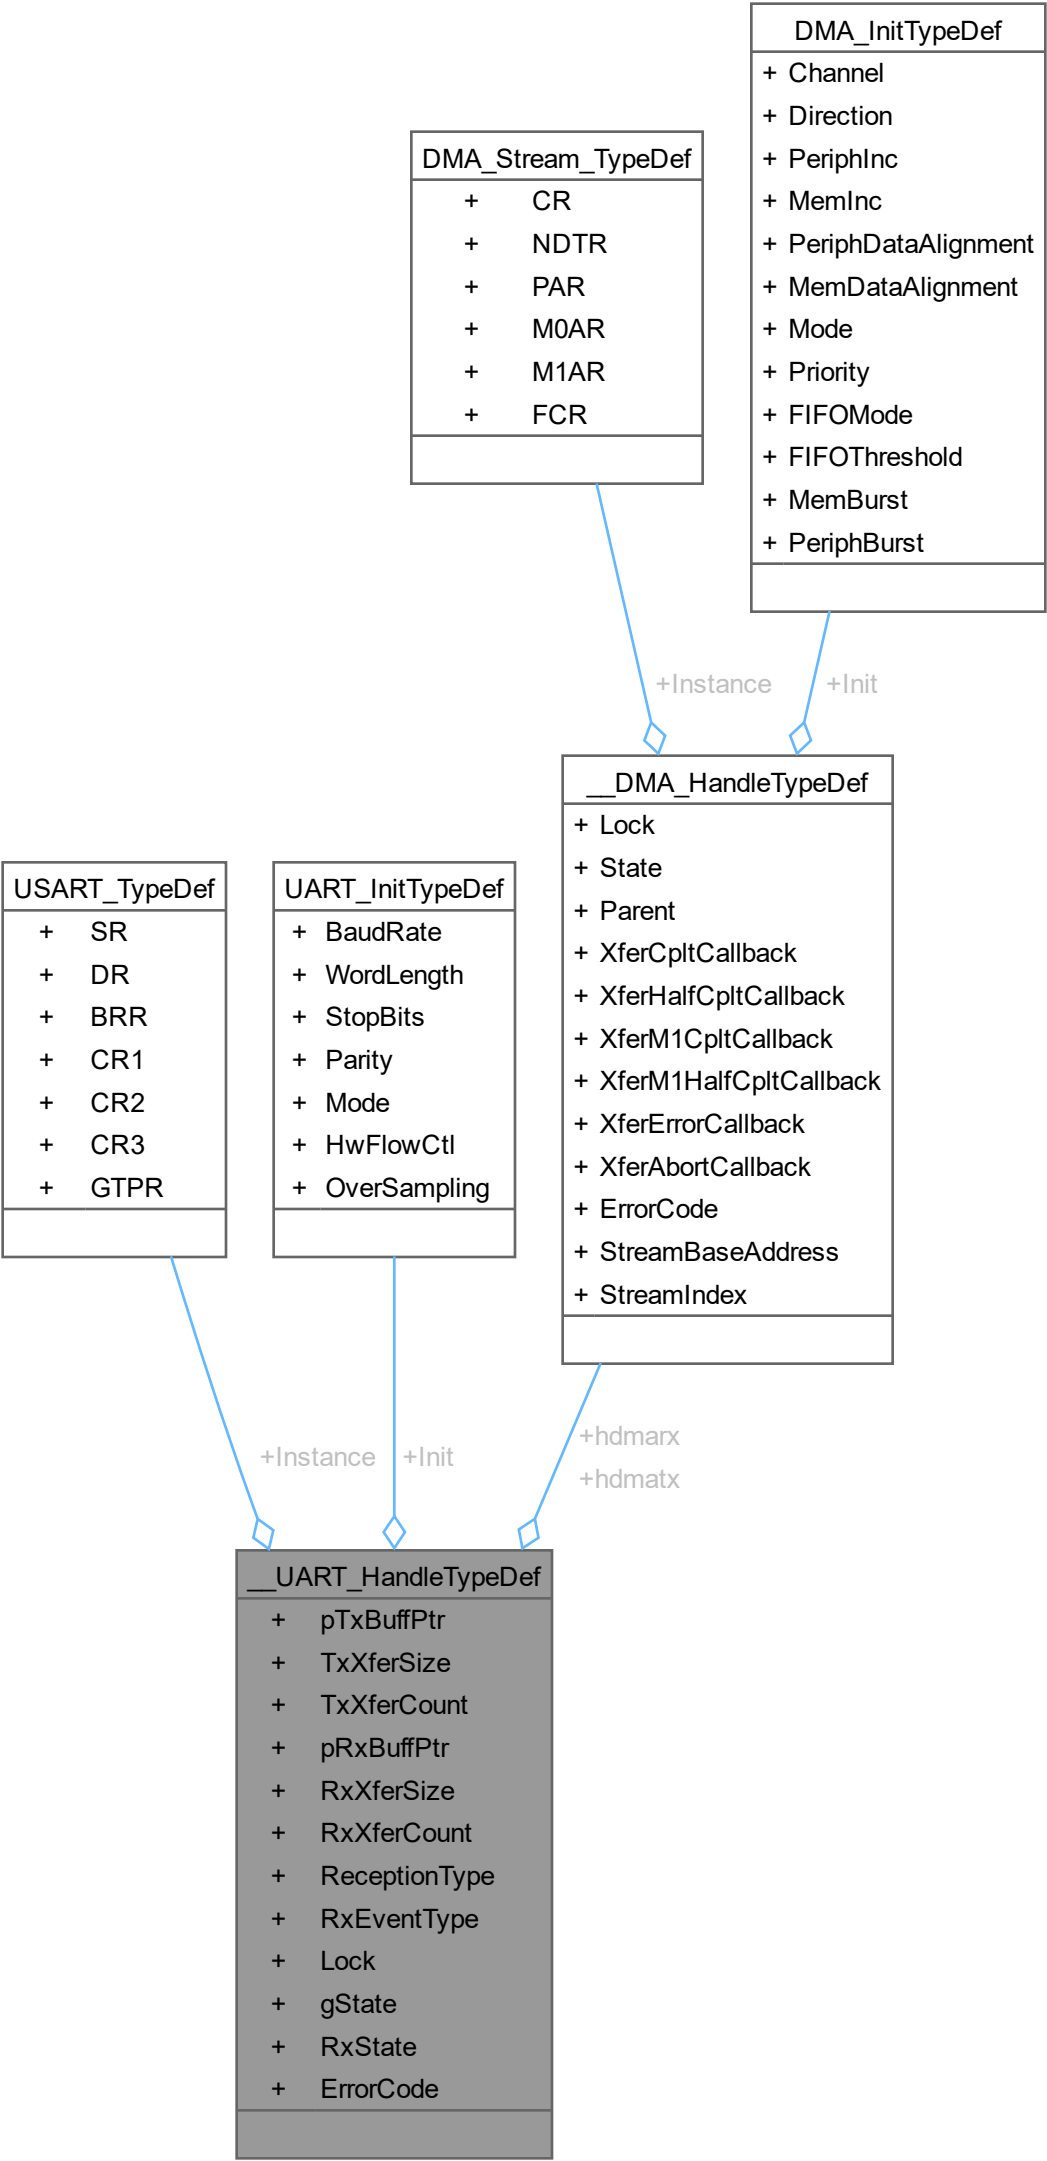 DMA_InitTypeDef
+ Channel
+ Direction
+ PeriphInc
+ MemInc
+ PeriphDataAlignment
+ MemDataAlignment
+ Mode
+ Priority
+ FIFOMode
+ FIFOThreshold
+ MemBurst
+ PeriphBurst
DMA_Stream_TypeDef
+ CR
+ NDTR
+ PAR
+ M0AR
+ M1AR
+ FCR
+Instance
+Init
__DMA_HandleTypeDef
+ Lock
+ State
+ Parent
+ XferCpltCallback
+ XferHalfCpltCallback
+ XferM1CpltCallback
+ XferM1HalfCpltCallback
+ XferErrorCallback
+ XferAbortCallback
+ ErrorCode
+ StreamBaseAddress
+ StreamIndex
USART_TypeDef
+ SR
+ DR
+ BRR
+ CR1
+ CR2
+ CR3
+ GTPR
UART_InitTypeDef
+ BaudRate
+ WordLength
+ StopBits
+ Parity
+ Mode
+ HwFlowCtl
+ OverSampling
+Instance
+Init
+hdmarx
+hdmatx
__UART_HandleTypeDef
+ pTxBuffPtr
+ TxXferSize
+ TxXferCount
+ pRxBuffPtr
+ RxXferSize
+ RxXferCount
+ ReceptionType
+ RxEventType
+ Lock
+ gState
+ RxState
+ ErrorCode